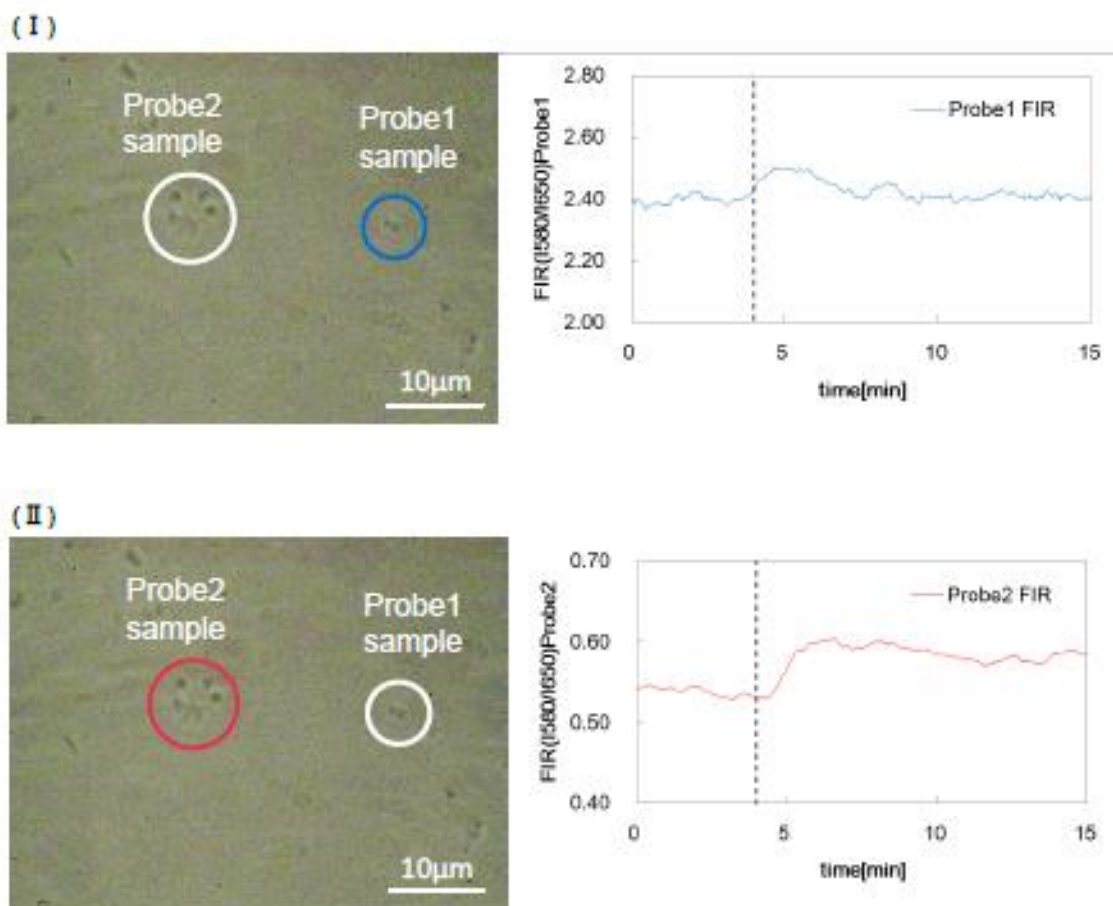 ( I )
Probe2
sample
Probe1
sample
10μm
FIR(I580/I650)Probe1
2.80
2.60
2.40
2.20
2.00
Probe1 FIR
0
5
10
15
time[min]
( II )
Probe2
sample
Probe1
sample
10μm
FIR(I580/I650)Probe2
0.70
0.60
0.50
0.40
Probe2 FIR
0
5
10
15
time[min]